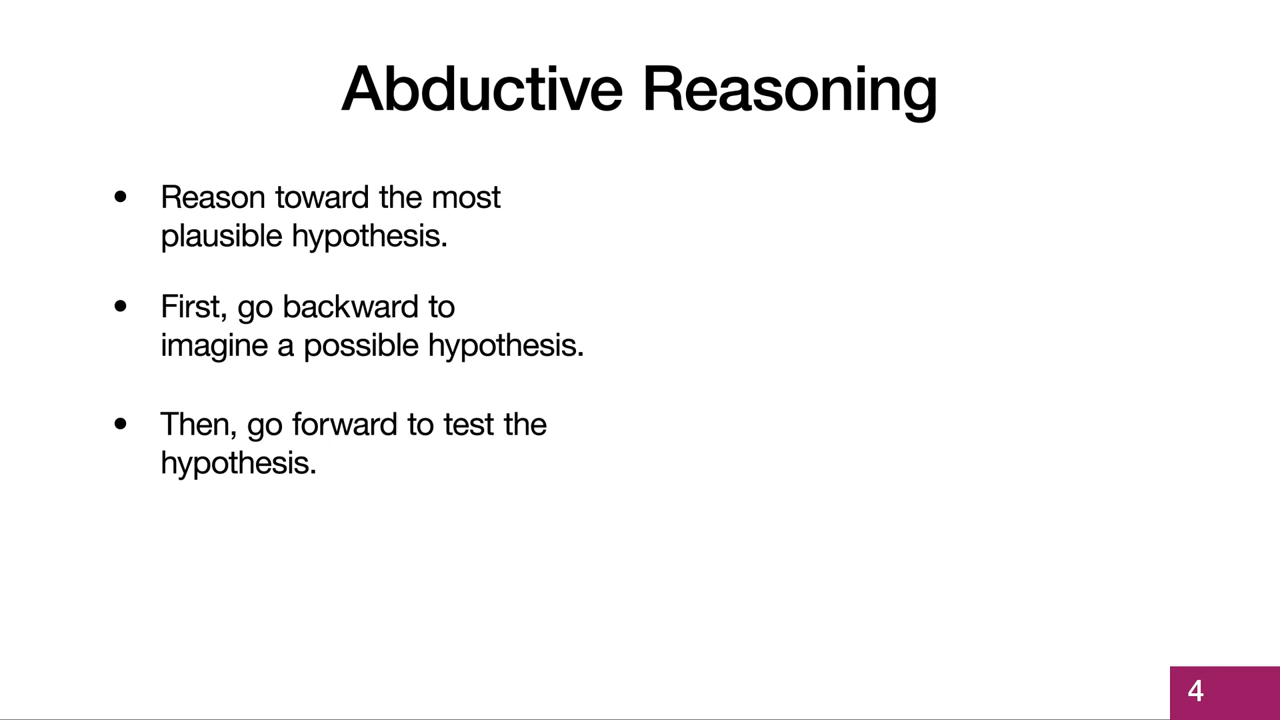 Abductive Reasoning
• Reason toward the most
plausible hypothesis.
• First, go backward to
imagine a possible hypothesis.
• Then, go forward to test the
hypothesis.
4